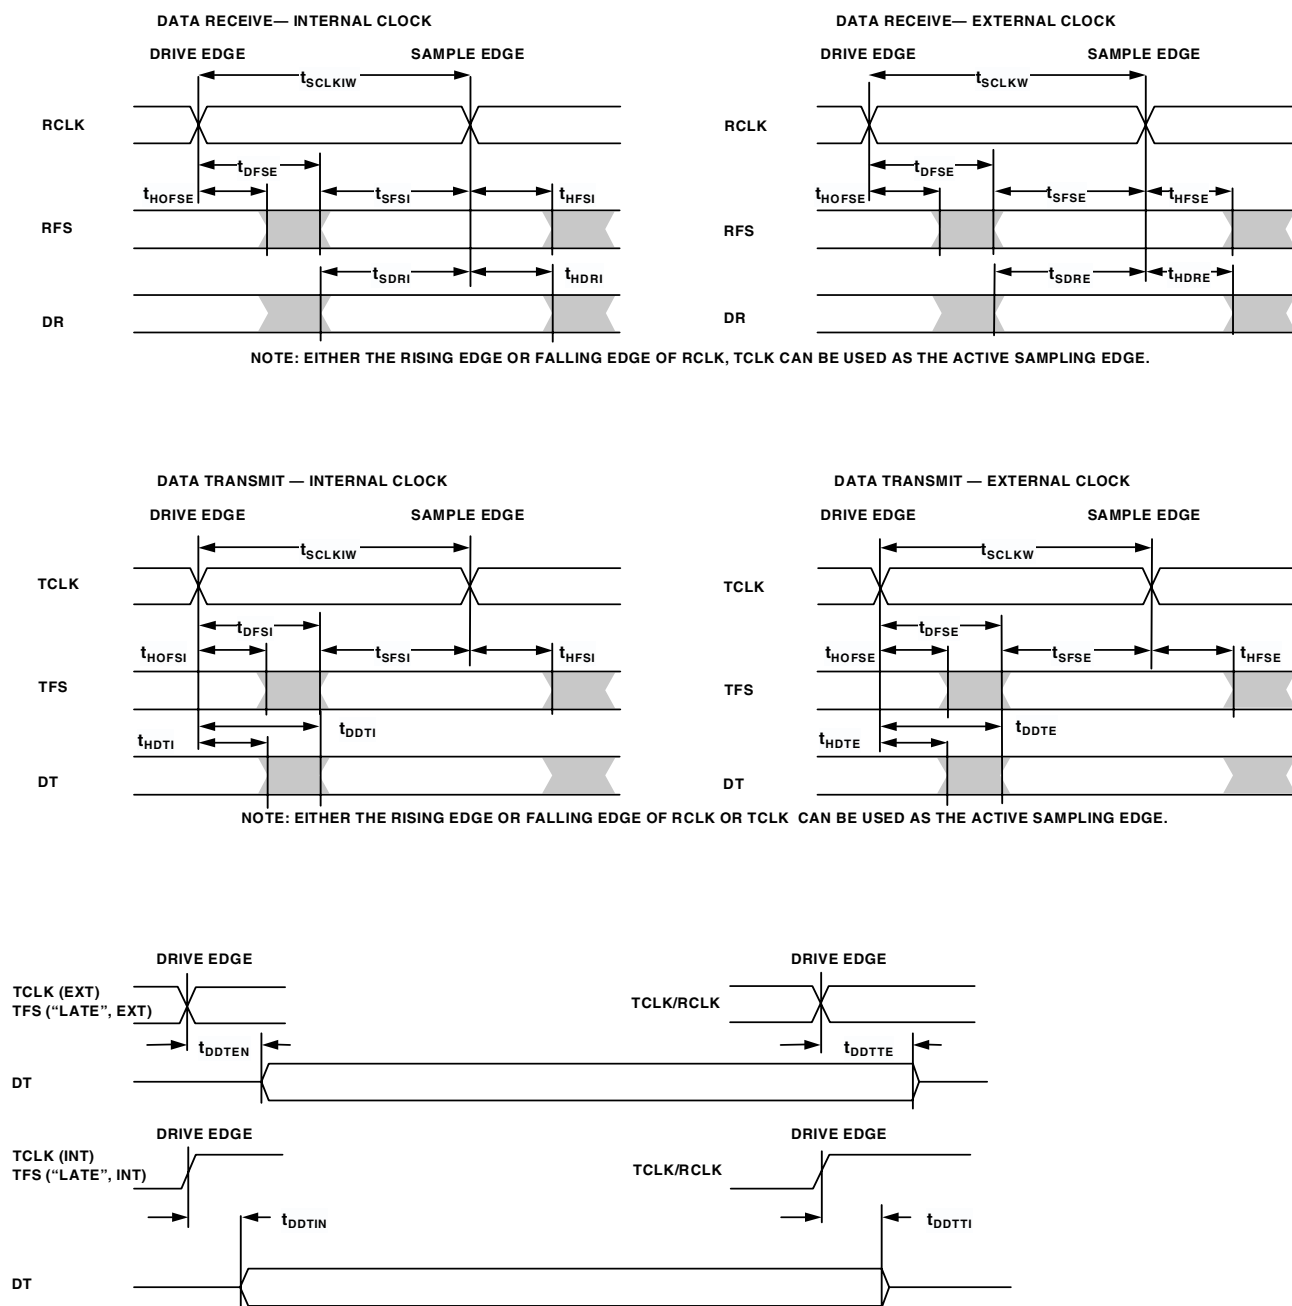 DATA RECEIVE— INTERNAL CLOCK
DRIVE EDGE SAMPLE EDGE
tSCLKIW
RCLK
tDFSE
tHOFSE tSFSI tHFSI
RFS
tSDRI tHDRI
DR
DATA RECEIVE— EXTERNAL CLOCK
DRIVE EDGE SAMPLE EDGE
tSCLKW
RCLK
tDFSE
tHOFSE tSFSE tHFSE
RFS
tSDRE tHDRE
DR
NOTE: EITHER THE RISING EDGE OR FALLING EDGE OF RCLK, TCLK CAN BE USED AS THE ACTIVE SAMPLING EDGE.
DATA TRANSMIT — INTERNAL CLOCK
DRIVE EDGE SAMPLE EDGE
tSCLKIW
TCLK
tDFSI
tHOFSI tSFSI tHFSI
TFS
tDDTI
tHDTI
DT
DATA TRANSMIT — EXTERNAL CLOCK
DRIVE EDGE SAMPLE EDGE
tSCLKW
TCLK
tDFSE
tHOFSE tSFSE tHFSE
TFS
tDDTE
tHDTE
DT
NOTE: EITHER THE RISING EDGE OR FALLING EDGE OF RCLK OR TCLK CAN BE USED AS THE ACTIVE SAMPLING EDGE.
DRIVE EDGE DRIVE EDGE
TCLK (EXT)
TFS (“LATE”, EXT) TCLK/RCLK
tDDTEN tDDTTE
DT
DRIVE EDGE DRIVE EDGE
TCLK (INT)
TFS (“LATE”, INT) TCLK/RCLK
tDDTIN tDDTTI
DT